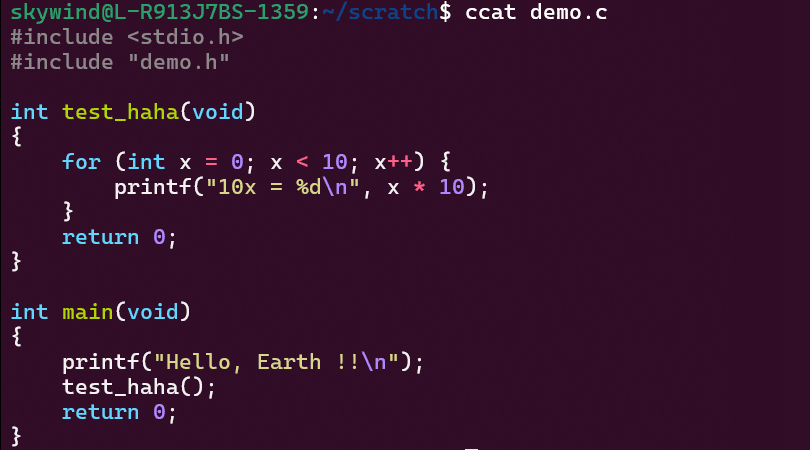 skywind@L-R913J7BS-1359:~/scratch$ ccat demo.c
#include <stdio.h>
#include "demo.h"

int test_haha(void)
{
    for (int x = 0; x < 10; x++) {
        printf("10x = %d\n", x * 10);
    }
    return 0;
}

int main(void)
{
    printf("Hello, Earth !!\n");
    test_haha();
    return 0;
}